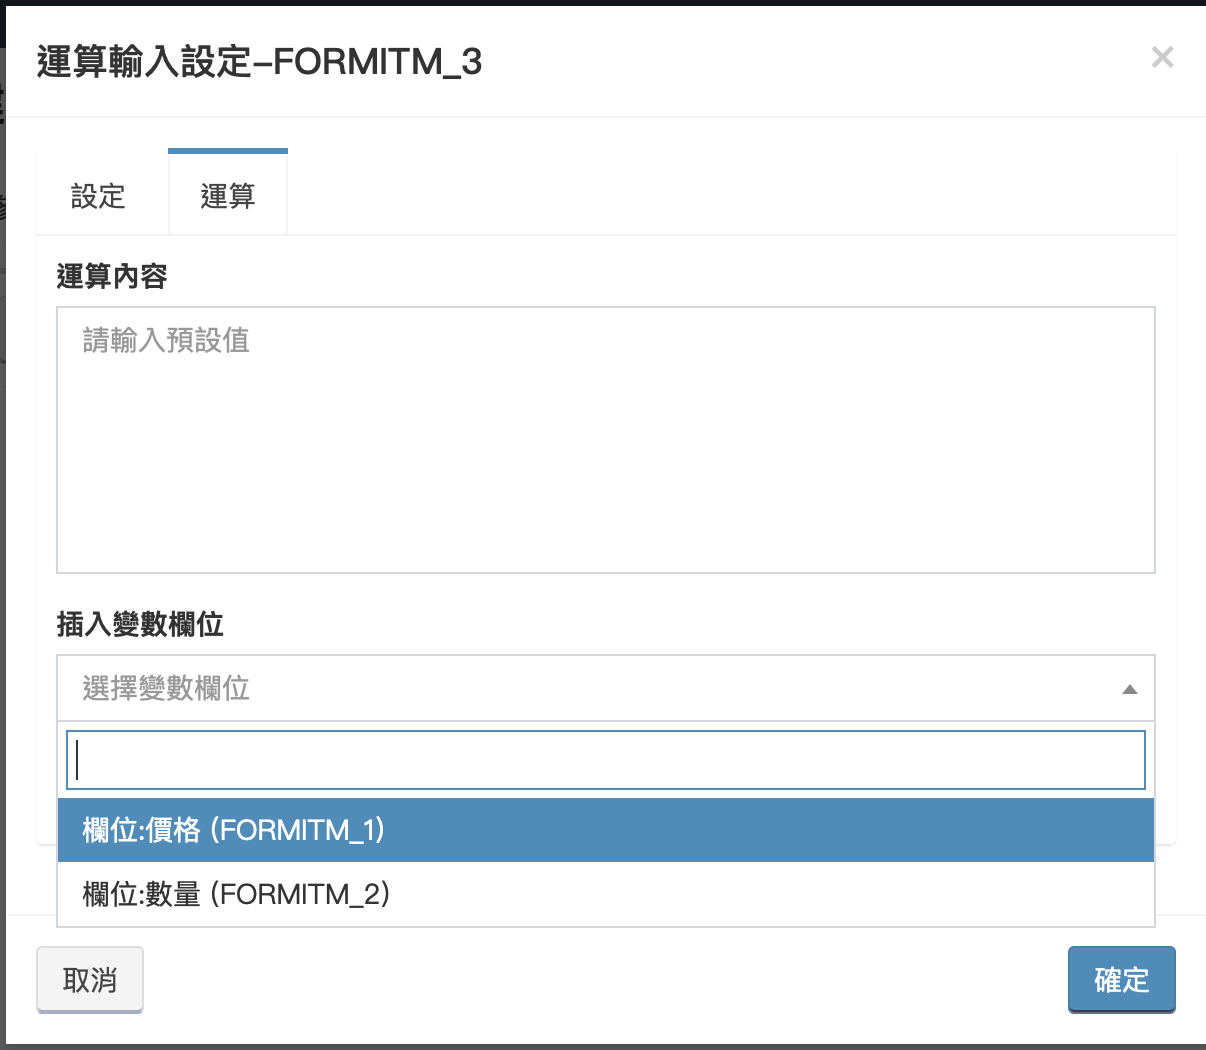 運算輸入設定-FORMITM_3
×
設定
運算
運算內容
請輸入預設值
插入變數欄位
選擇變數欄位
欄位:價格 (FORMITM_1)
欄位:數量 (FORMITM_2)
取消
確定